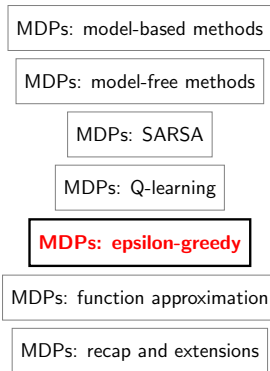 MDPs: model-based methods
MDPs: model-free methods
MDPs: SARSA
MDPs: Q-learning
MDPs: epsilon-greedy
MDPs: function approximation
MDPs: recap and extensions